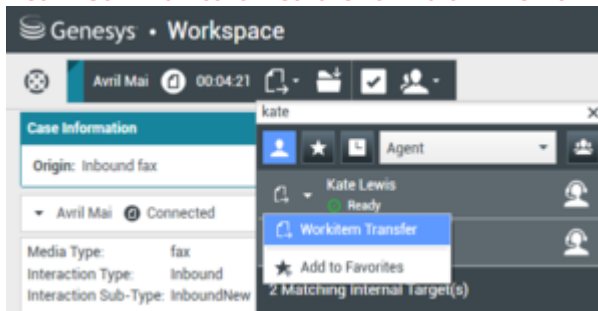 Genesys • Workspace
Avril Mai 00:04:21
kate
Case Information
Agent
Origin: Inbound fax
Kate Lewis
Ready
Avril Mai Connected
Workitem Transfer
Media Type: fax
Add to Favorites
Interaction Type: Inbound
Interaction Sub-Type: InboundNew
2 Matching Internal Target(s)